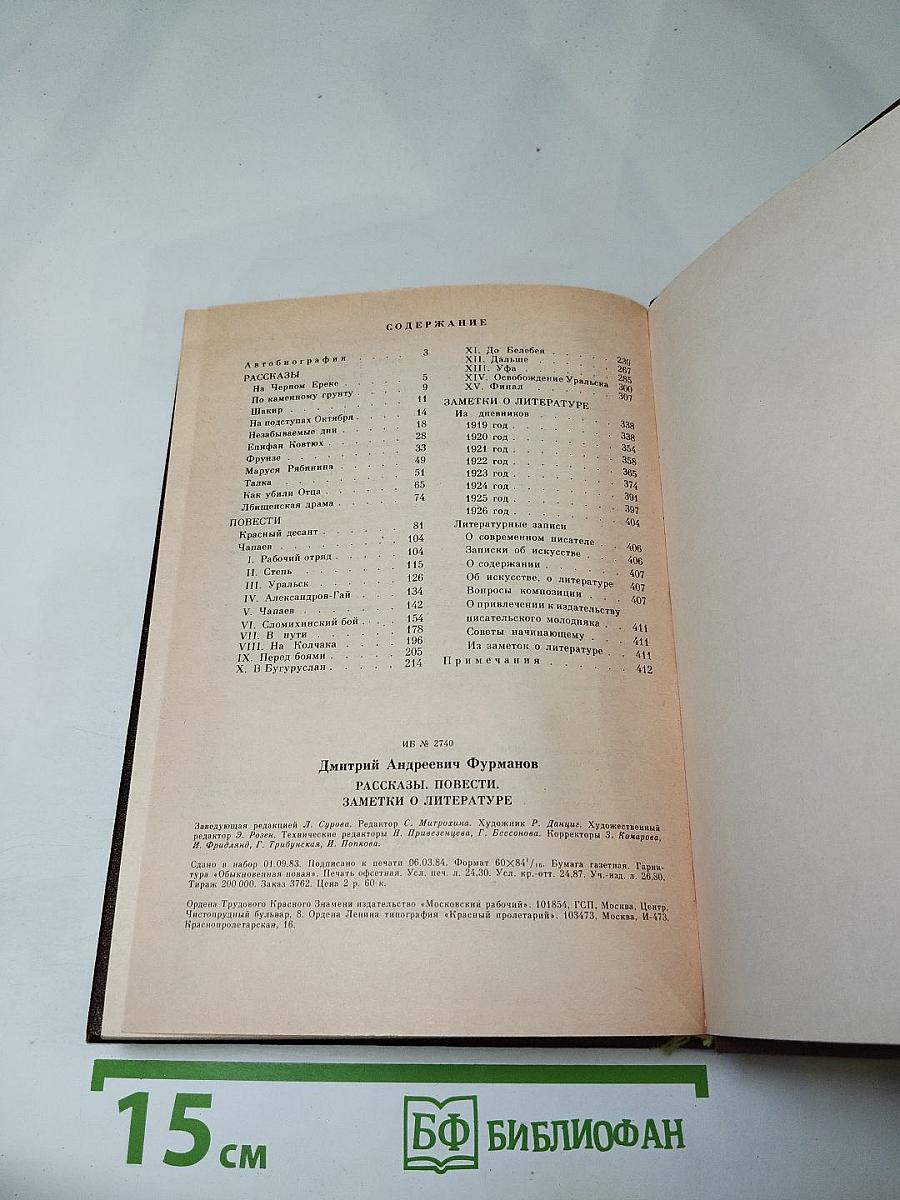 СОДЕРЖАНИЕ
Автобиография . . . . . 3
РАССКАЗЫ
На Черном Ереке . . . . . 5
По каменному грунту . . . . 9
Шакир . . . . . 11
На подступах Октября . . . . 14
Незабываемые дни . . . . . 18
Епифан Ковтюх . . . . . 28
Фрунзе . . . . . 33
Маруся Рябинина . . . . . 49
Талка . . . . . 51
Как убили Отца . . . . . 65
Лбищенская драма . . . . . 74
ПОВЕСТИ
Красный десант . . . . . 81
Чапаев . . . . . 104
I. Рабочий отряд . . . . . 104
II. Степь . . . . . 115
III. Уральск . . . . . 126
IV. Александров-Гай . . . . 134
V. Чапаев . . . . . 142
VI. Сломихинский бой . . . . 154
VII. В пути . . . . . 178
VIII. На Колчака . . . . . 196
IX. Перед боями . . . . . 205
X. В Бугуруслан . . . . . 214
XI. До Белебея . . . . . 239
XII. Дальше . . . . . 267
XIII. Уфа . . . . . 285
XIV. Освобождение Уральска 300
XV. Финал . . . . . 307
ЗАМЕТКИ О ЛИТЕРАТУРЕ
Из дневников
1919 год . . . . . 338
1920 год . . . . . 338
1921 год . . . . . 354
1922 год . . . . . 358
1923 год . . . . . 365
1924 год . . . . . 374
1925 год . . . . . 391
1926 год . . . . . 397
Литературные записи . . 404
О современном писателе . . 406
Записки об искусстве . . . 406
О содержании . . . . . 407
Об искусстве, о литературе 407
Вопросы композиции . . . . 407
О привлечении к издательству
писательского молодняка . . 411
Советы начинающему . . . . 411
Из заметок о литературе . . 411
Примечания . . . . . 412
ИБ № 2740
Дмитрий Андреевич Фурманов
РАССКАЗЫ. ПОВЕСТИ.
ЗАМЕТКИ О ЛИТЕРАТУРЕ
Заведующая редакцией Л. Сурова. Редактор С. Митрохина. Художник Р. Данциг. Художественный
редактор Э. Розен. Технические редакторы Н. Привезенцева, Г. Бессонова. Корректоры З. Комарова,
И. Фридлянд, Г. Трибунская, И. Попкова.
Сдано в набор 01.09.83. Подписано к печати 06.03.84. Формат 60×84¹/₁₆. Бумага газетная. Гарни-
тура «Обыкновенная новая». Печать офсетная. Усл. печ. л. 24,30. Усл. кр.-отт. 24,87. Уч.-изд. л. 26,80.
Тираж 200 000. Заказ 3762. Цена 2 р. 60 к.
Ордена Трудового Красного Знамени издательство «Московский рабочий». 101854, ГСП, Москва, Центр,
Чистопрудный бульвар, 8. Ордена Ленина типография «Красный пролетарий». 103473, Москва, И-473,
Краснопролетарская, 16.
15 см
БФ БИБЛИОФАН